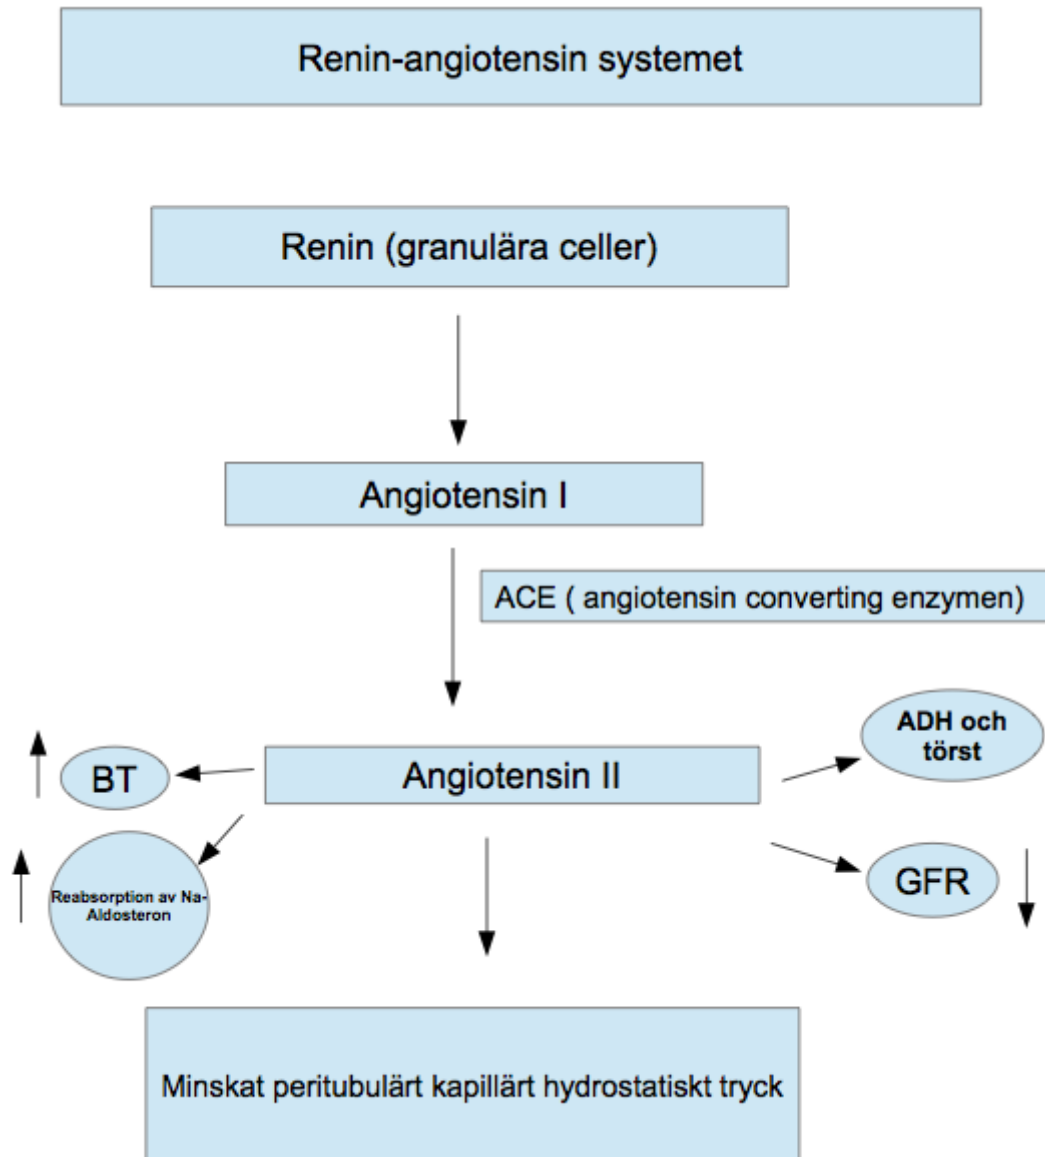 Renin-angiotensin systemet
Renin (granulära celler)
Angiotensin I
ACE ( angiotensin converting enzymen)
ADH och
törst
BT
Angiotensin II
Reabsorption av Na-
Aldosteron
GFR
Minskat peritubulärt kapillärt hydrostatiskt tryck